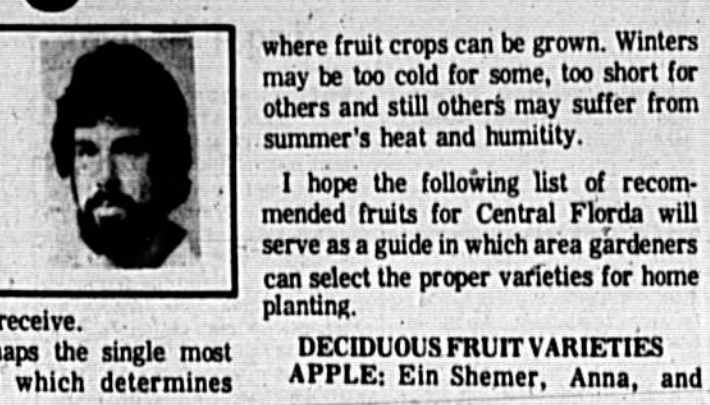 receive.
the single most
which determines
where fruit crops can be grown. Winters
may be too cold for some, too short for
others and still others may suffer from
summer's heat and humitity.
I hope the following list of recom-
mended fruits for Central Florda will
serve as a guide in which area gardeners
can select the proper varieties for home
planting.
DECIDUOUS FRUIT VARIETIES
APPLE: Ein Shemer, Anna, and